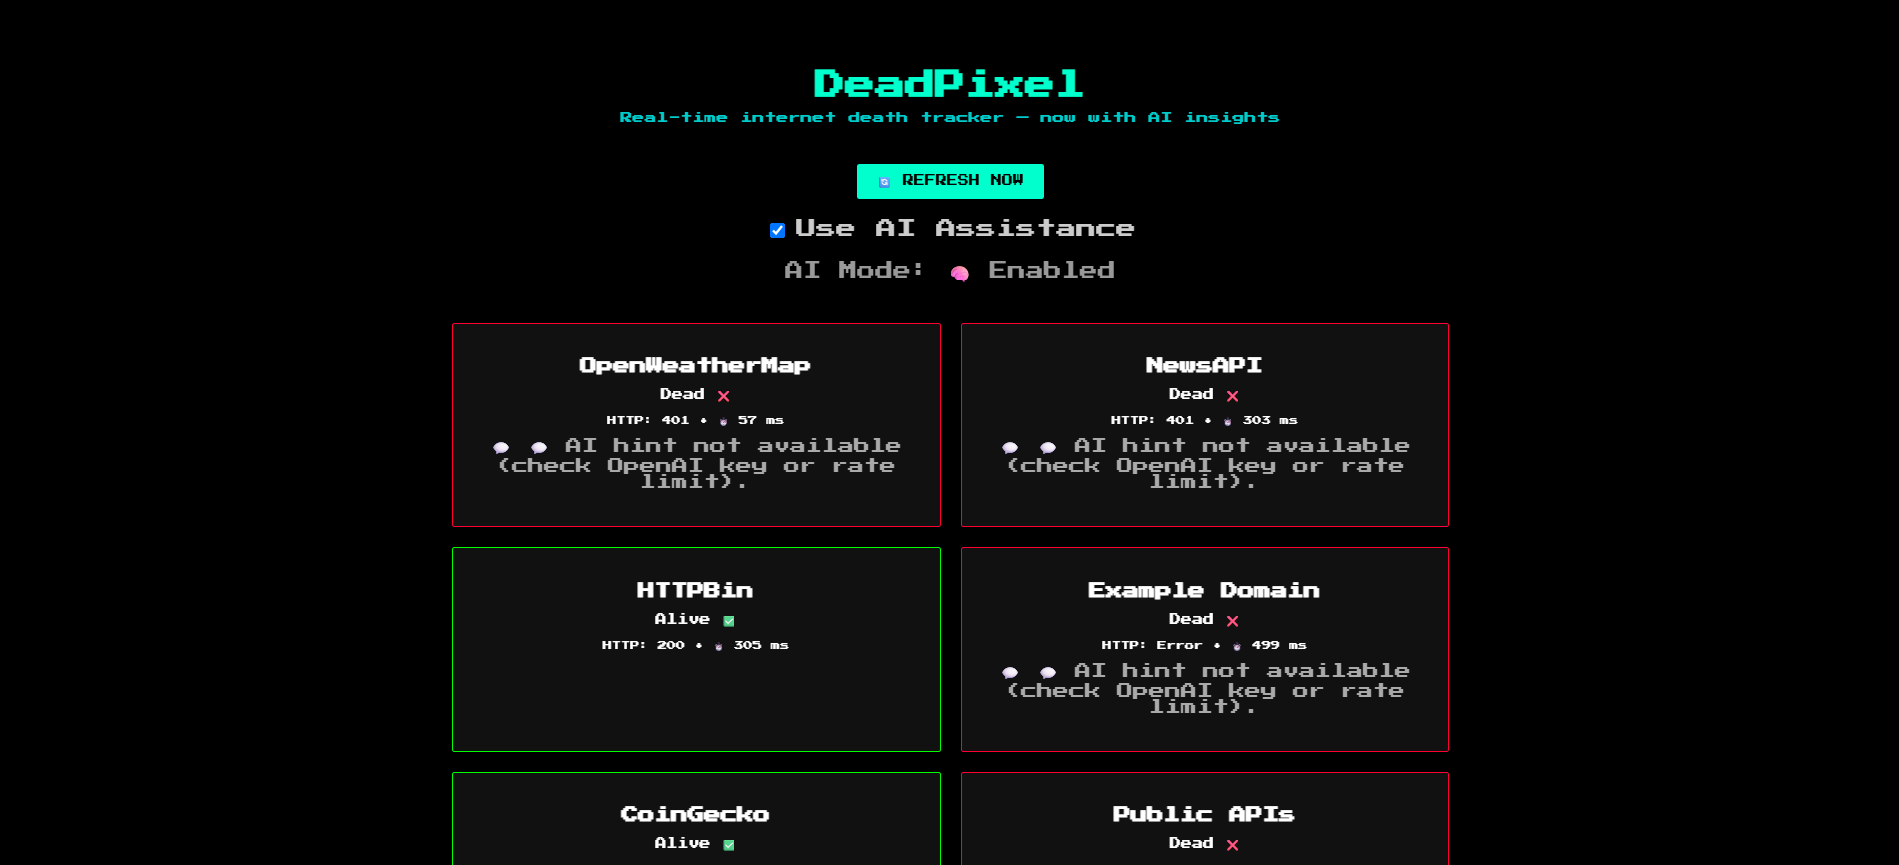 DeadPixel
Real-time internet death tracker — now with AI insights
🔄 REFRESH NOW
Use AI Assistance
AI Mode: 🧠 Enabled
OpenWeatherMap
Dead ❌
HTTP: 401 • ⏱ 57 ms
💬 💬 AI hint not available
(check OpenAI key or rate
limit).
NewsAPI
Dead ❌
HTTP: 401 • ⏱ 303 ms
💬 💬 AI hint not available
(check OpenAI key or rate
limit).
HTTPBin
Alive ✅
HTTP: 200 • ⏱ 305 ms
Example Domain
Dead ❌
HTTP: Error • ⏱ 499 ms
💬 💬 AI hint not available
(check OpenAI key or rate
limit).
CoinGecko
Alive ✅
Public APIs
Dead ❌